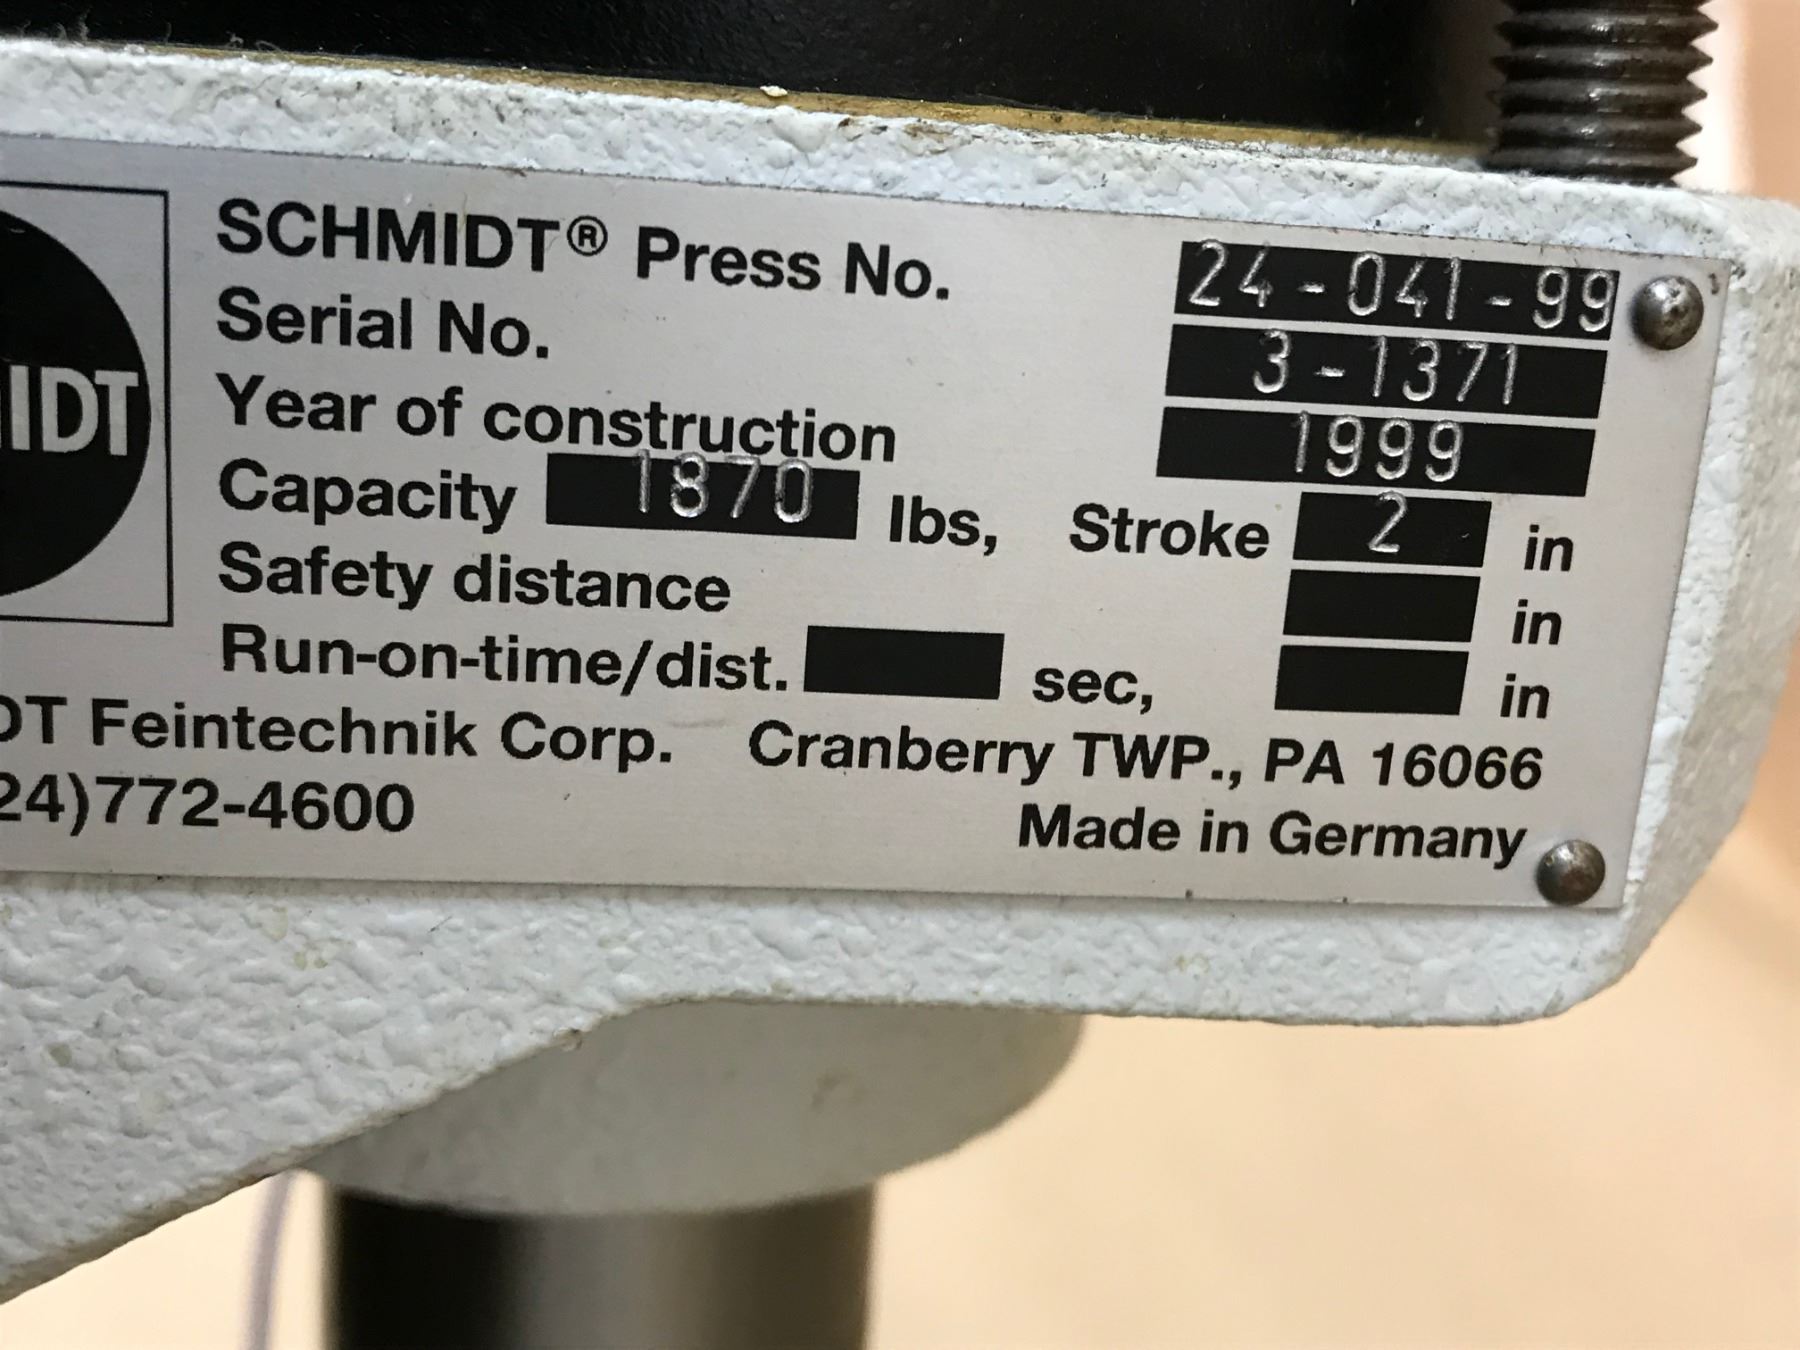 IDT
SCHMIDT® Press No. 24-041-99
Serial No. 3-1371
Year of construction 1999
Capacity 1870 lbs, Stroke 2 in
Safety distance in
Run-on-time/dist. sec, in
DT Feintechnik Corp. Cranberry TWP., PA 16066
24)772-4600
Made in Germany